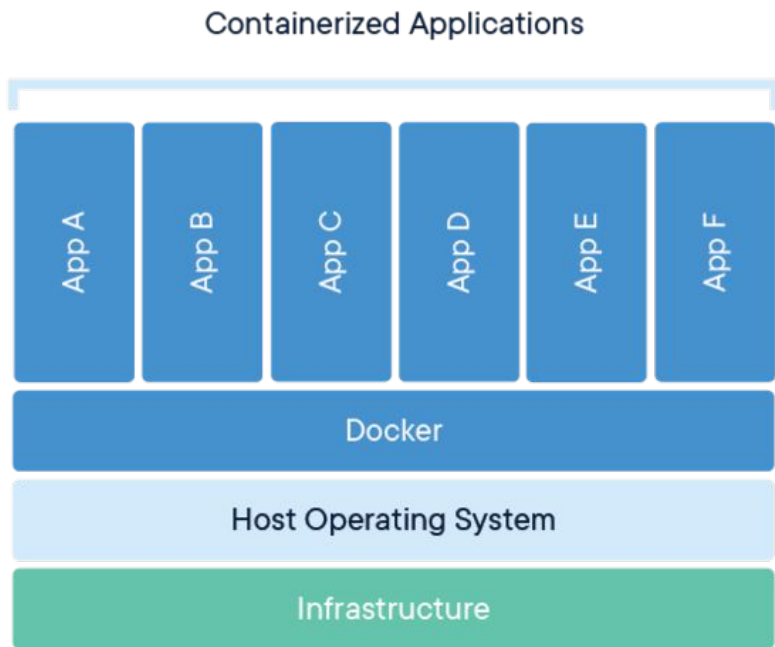 Containerized Applications
App A
App B
App C
App D
App E
App F
Docker
Host Operating System
Infrastructure